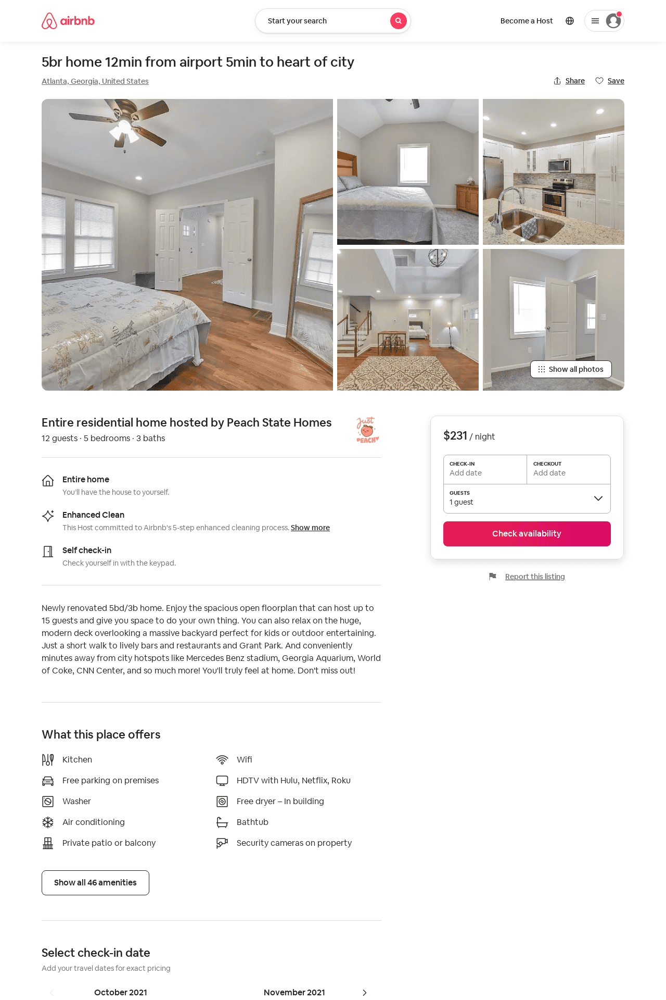 airbnb
Start your search
Become a Host
5br home 12min from airport 5min to heart of city
Atlanta, Georgia, United States
Share
Save
Show all photos
Entire residential home hosted by Peach State Homes
12 guests · 5 bedrooms · 3 baths
Just
PEACHY
$231 / night
CHECK-IN
Add date
CHECKOUT
Add date
GUESTS
1 guest
Check availability
Report this listing
Entire home
You’ll have the house to yourself.
Enhanced Clean
This Host committed to Airbnb's 5-step enhanced cleaning process. Show more
Self check-in
Check yourself in with the keypad.
Newly renovated 5bd/3b home. Enjoy the spacious open floorplan that can host up to
15 guests and give you space to do your own thing. You can also relax on the huge,
modern deck overlooking a massive backyard perfect for kids or outdoor entertaining.
Just a short walk to lively bars and restaurants and Grant Park. And conveniently
minutes away from city hotspots like Mercedes Benz stadium, Georgia Aquarium, World
of Coke, CNN Center, and so much more! You'll truly feel at home. Don't miss out!
What this place offers
Kitchen
Wifi
Free parking on premises
HDTV with Hulu, Netflix, Roku
Washer
Free dryer – In building
Air conditioning
Bathtub
Private patio or balcony
Security cameras on property
Show all 46 amenities
Select check-in date
Add your travel dates for exact pricing
October 2021
November 2021